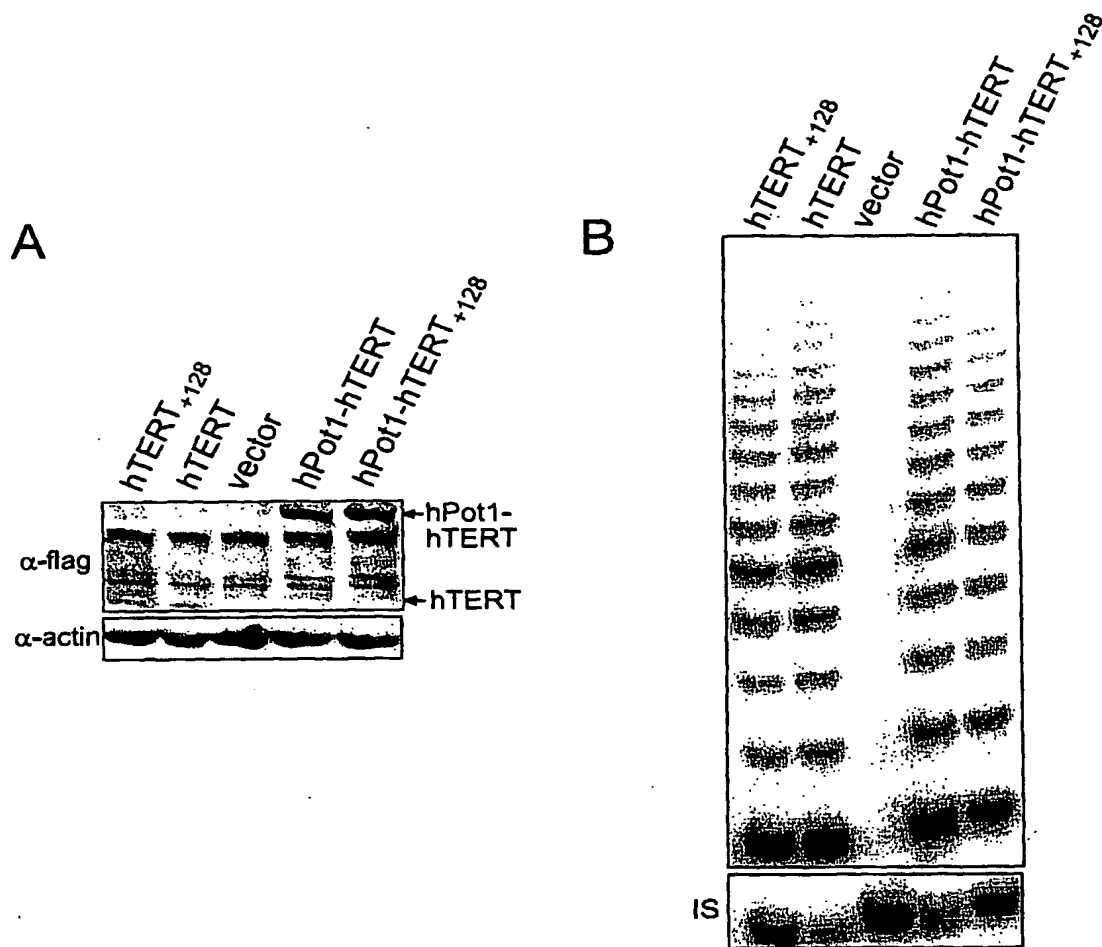 A
hTERT+128
hTERT
vector
hPot1-hTERT
hPot1-hTERT+128
α-flag
hPot1-
hTERT
hTERT
α-actin
B
hTERT+128
hTERT
vector
hPot1-hTERT
hPot1-hTERT+128
IS